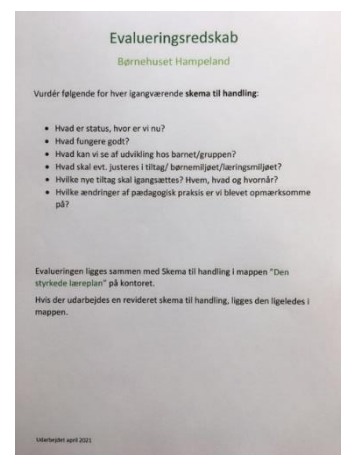 Evalueringsredskab
Børnehuset Hampeland
Vurdér følgende for hver igangværende skema til handling:
• Hvad er status, hvor er vi nu?
• Hvad fungere godt?
• Hvad kan vi se af udvikling hos barnet/gruppen?
• Hvad skal evt. justeres i tiltag/ børnemiljøet/læringsmiljøet?
• Hvilke nye tiltag skal igangsættes? Hvem, hvad og hvornår?
• Hvilke ændringer af pædagogisk praksis er vi blevet opmærksomme
på?
Evalueringen ligges sammen med Skema til handling i mappen "Den
styrkede læreplan" på kontoret.
Hvis der udarbejdes en revideret skema til handling, ligges den ligeledes i
mappen.
Udarbejdet april 2021